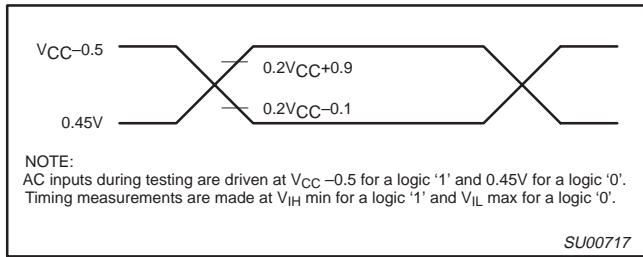 VCC–0.5
0.2VCC+0.9
0.2VCC–0.1
0.45V
NOTE:
AC inputs during testing are driven at VCC –0.5 for a logic ‘1’ and 0.45V for a logic ‘0’.
Timing measurements are made at VIH min for a logic ‘1’ and VIL max for a logic ‘0’.
SU00717